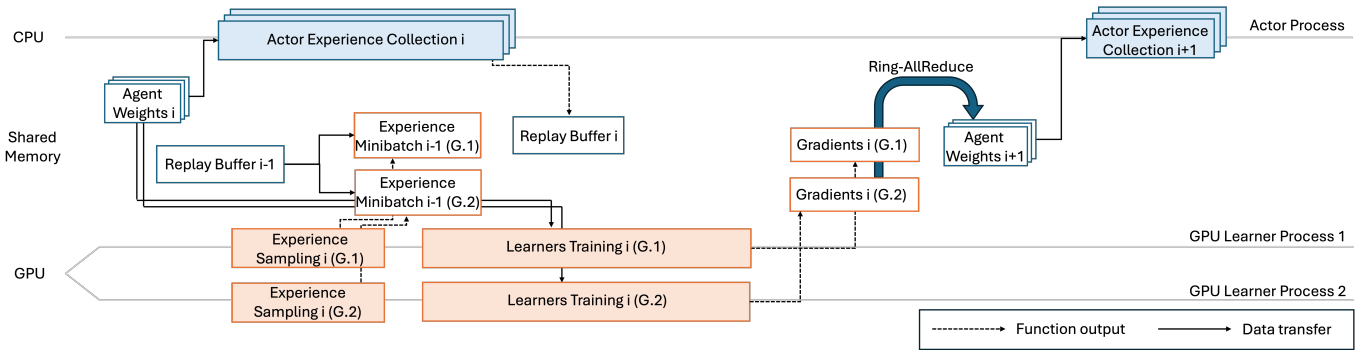 CPU
Actor Experience Collection i
Actor Experience
Collection i+1
Actor Process
Ring-AllReduce
Agent
Weights i
Shared
Memory
Replay Buffer i-1
Experience
Minibatch i-1 (G.1)
Experience
Minibatch i-1 (G.2)
Replay Buffer i
Gradients i (G.1)
Gradients i (G.2)
Agent
Weights i+1
GPU
Experience
Sampling i (G.1)
Learners Training i (G.1)
GPU Learner Process 1
Experience
Sampling i (G.2)
Learners Training i (G.2)
GPU Learner Process 2
Function output
Data transfer